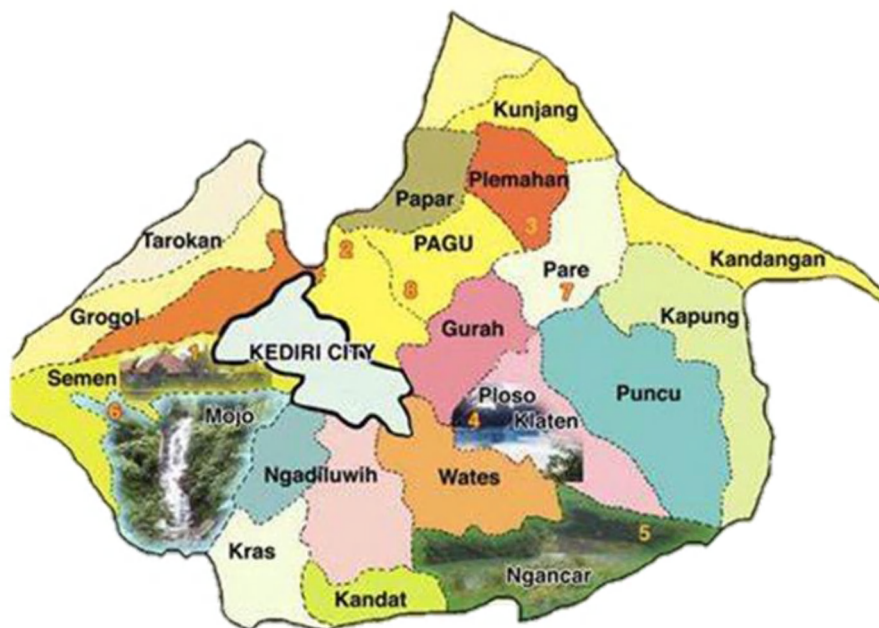 Kunjang
Plemahan
Papar
3
Tarokan
2
PAGU
Kandangan
Pare
8
7
Grogol
Kapung
Gurah
1
KEDIRI CITY
Semen
Puncu
Ploso
6
Mojo
4
Klaten
Ngadiluwih
Wates
5
Kras
Ngancar
Kandat